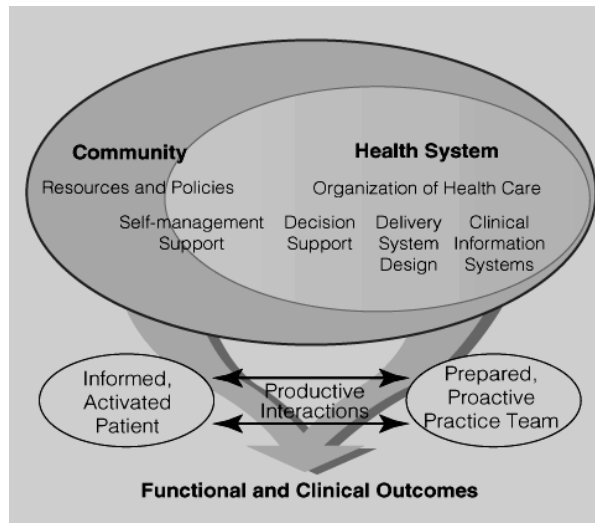 Community
Resources and Policies
Health System
Organization of Health Care
Self-management
Support
Decision
Support
Delivery
System
Design
Clinical
Information
Systems
Informed,
Activated
Patient
Productive
Interactions
Prepared,
Proactive
Practice Team
Functional and Clinical Outcomes